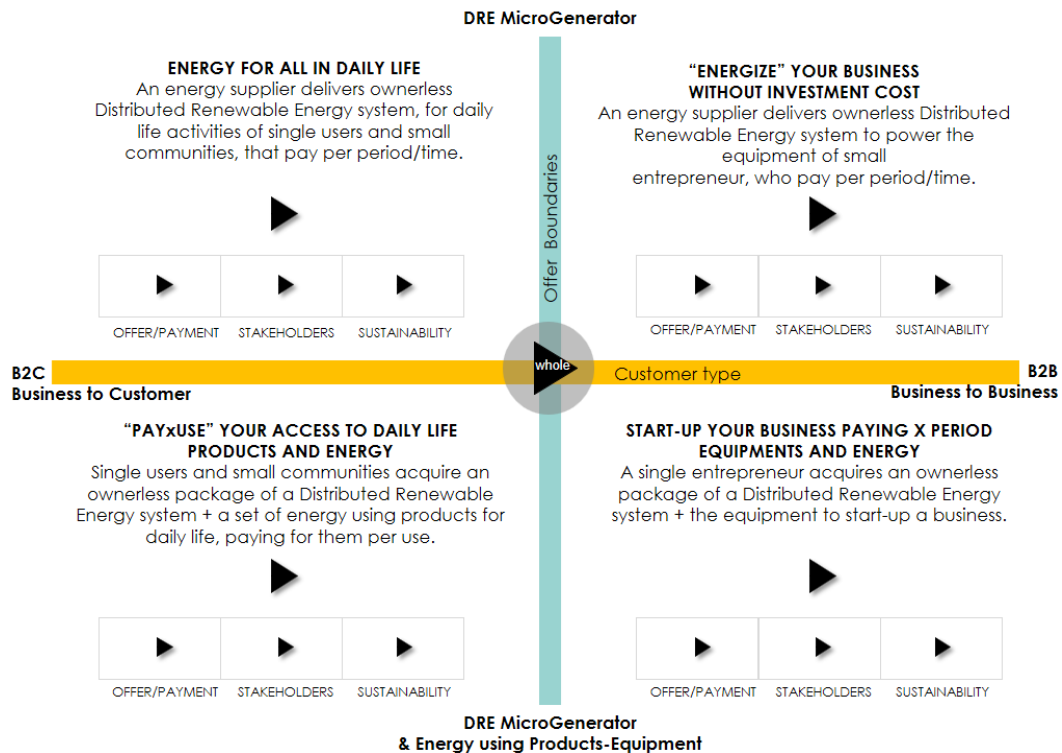 DRE MicroGenerator
ENERGY FOR ALL IN DAILY LIFE
An energy supplier delivers ownerless
Distributed Renewable Energy system, for daily
life activities of single users and small
communities, that pay per period/time.
OFFER/PAYMENT STAKEHOLDERS SUSTAINABILITY
“ENERGIZE” YOUR BUSINESS
WITHOUT INVESTMENT COST
An energy supplier delivers ownerless Distributed
Renewable Energy system to power the
equipment of small
entrepreneur, who pay per period/time.
OFFER/PAYMENT STAKEHOLDERS SUSTAINABILITY
Offer Boundaries
B2C
Business to Customer
whole
Customer type
B2B
Business to Business
“PAYxUSE” YOUR ACCESS TO DAILY LIFE
PRODUCTS AND ENERGY
Single users and small communities acquire an
ownerless package of a Distributed Renewable
Energy system + a set of energy using products for
daily life, paying for them per use.
OFFER/PAYMENT STAKEHOLDERS SUSTAINABILITY
START-UP YOUR BUSINESS PAYING X PERIOD
EQUIPMENTS AND ENERGY
A single entrepreneur acquires an ownerless
package of a Distributed Renewable Energy
system + the equipment to start-up a business.
OFFER/PAYMENT STAKEHOLDERS SUSTAINABILITY
DRE MicroGenerator
& Energy using Products-Equipment